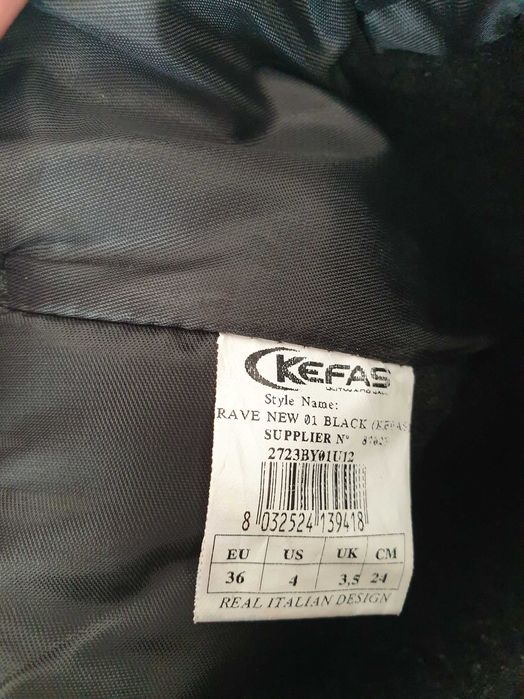 KEFAS
Style Name:
RAVE NEW 01 BLACK (KEFAS)
SUPPLIER N°
2723BY01U12
8 032524 139418
EU US UK CM
36 4 3,5 24
REAL ITALIAN DESIGN